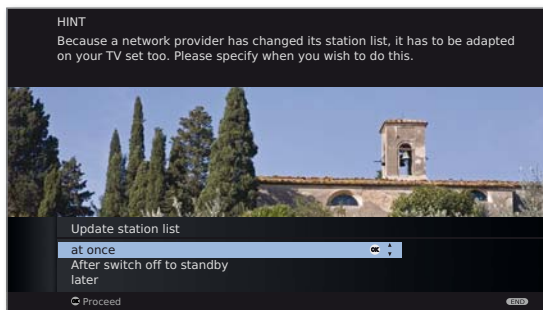 HINT
Because a network provider has changed its station list, it has to be adapted
on your TV set too. Please specify when you wish to do this.
Update station list
at once OK
After switch off to standby
later
Proceed END